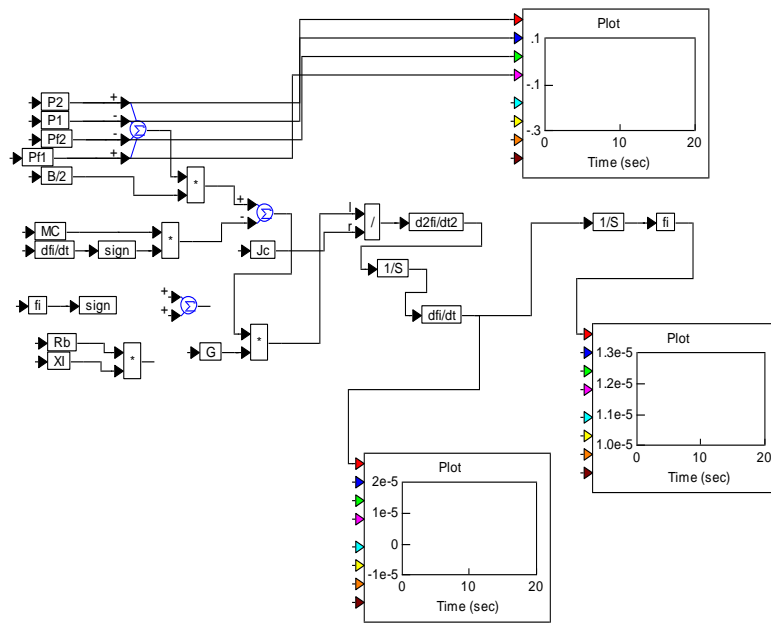 Plot
.1
-.1
-.3
0 10 20
Time (sec)
P2
P1
Pf2
Pf1
B/2
+
-
-
+
Σ
*
+
-
Σ
MC
dfi/dt
sign
*
Jc
l
r
/
d2fi/dt2
1/S
dfi/dt
1/S
fi
fi
sign
+
+
Σ
Rb
Xl
*
G
*
Plot
1.3e-5
1.2e-5
1.1e-5
1.0e-5
0 10 20
Time (sec)
Plot
2e-5
1e-5
0
-1e-5
0 10 20
Time (sec)